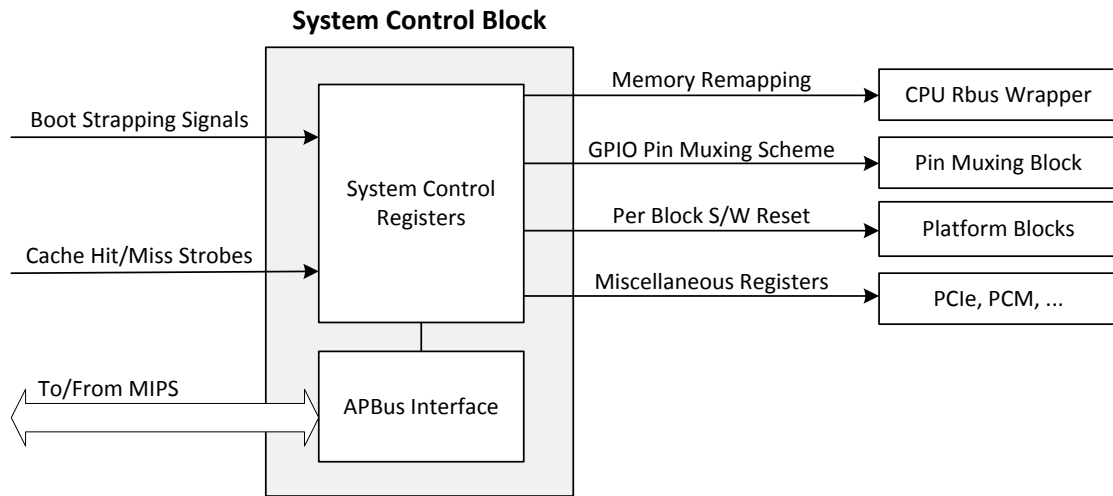 System Control Block
Memory Remapping
CPU Rbus Wrapper
Boot Strapping Signals
GPIO Pin Muxing Scheme
Pin Muxing Block
System Control
Registers
Per Block S/W Reset
Platform Blocks
Cache Hit/Miss Strobes
Miscellaneous Registers
PCIe, PCM, ...
To/From MIPS
APBus Interface